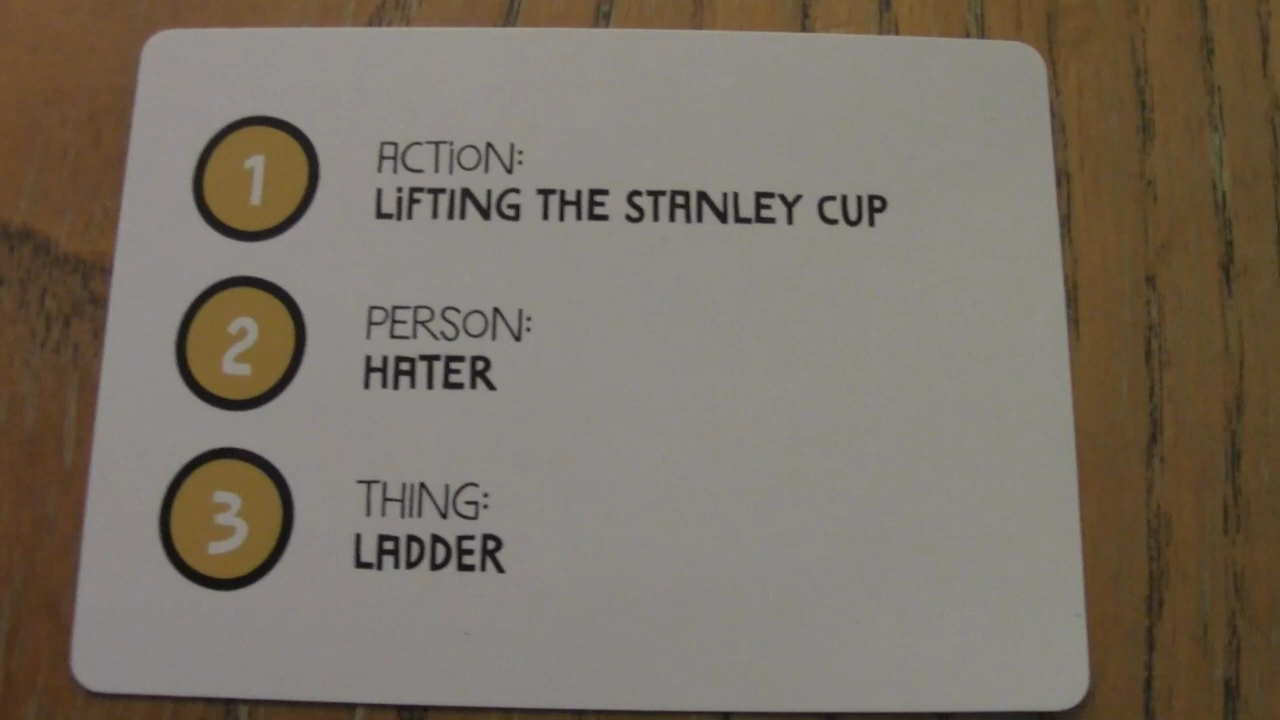 1
ACTiON:
LiFTING THE STANLEY CUP
2
PERSON:
HATER
3
THING:
LADDER